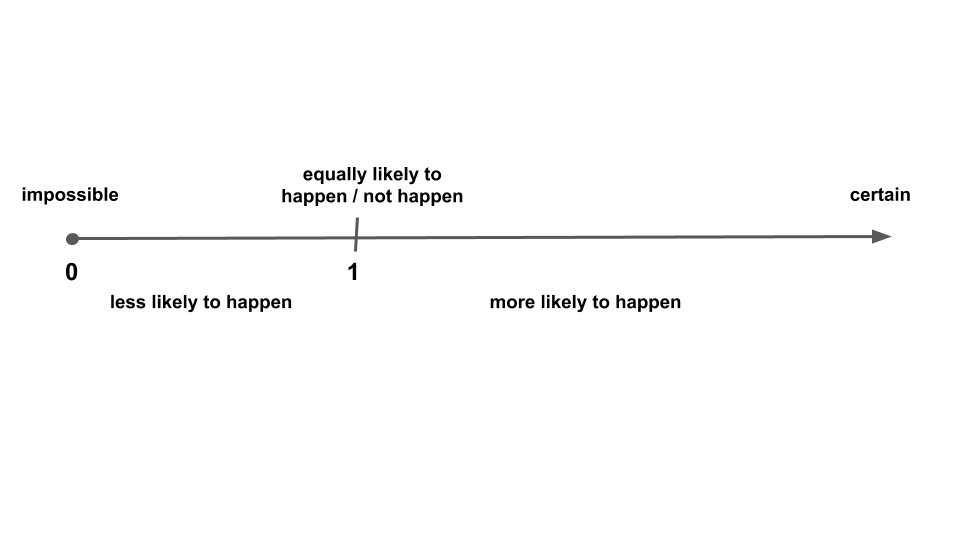 equally likely to
happen / not happen
impossible
certain
0
1
less likely to happen
more likely to happen